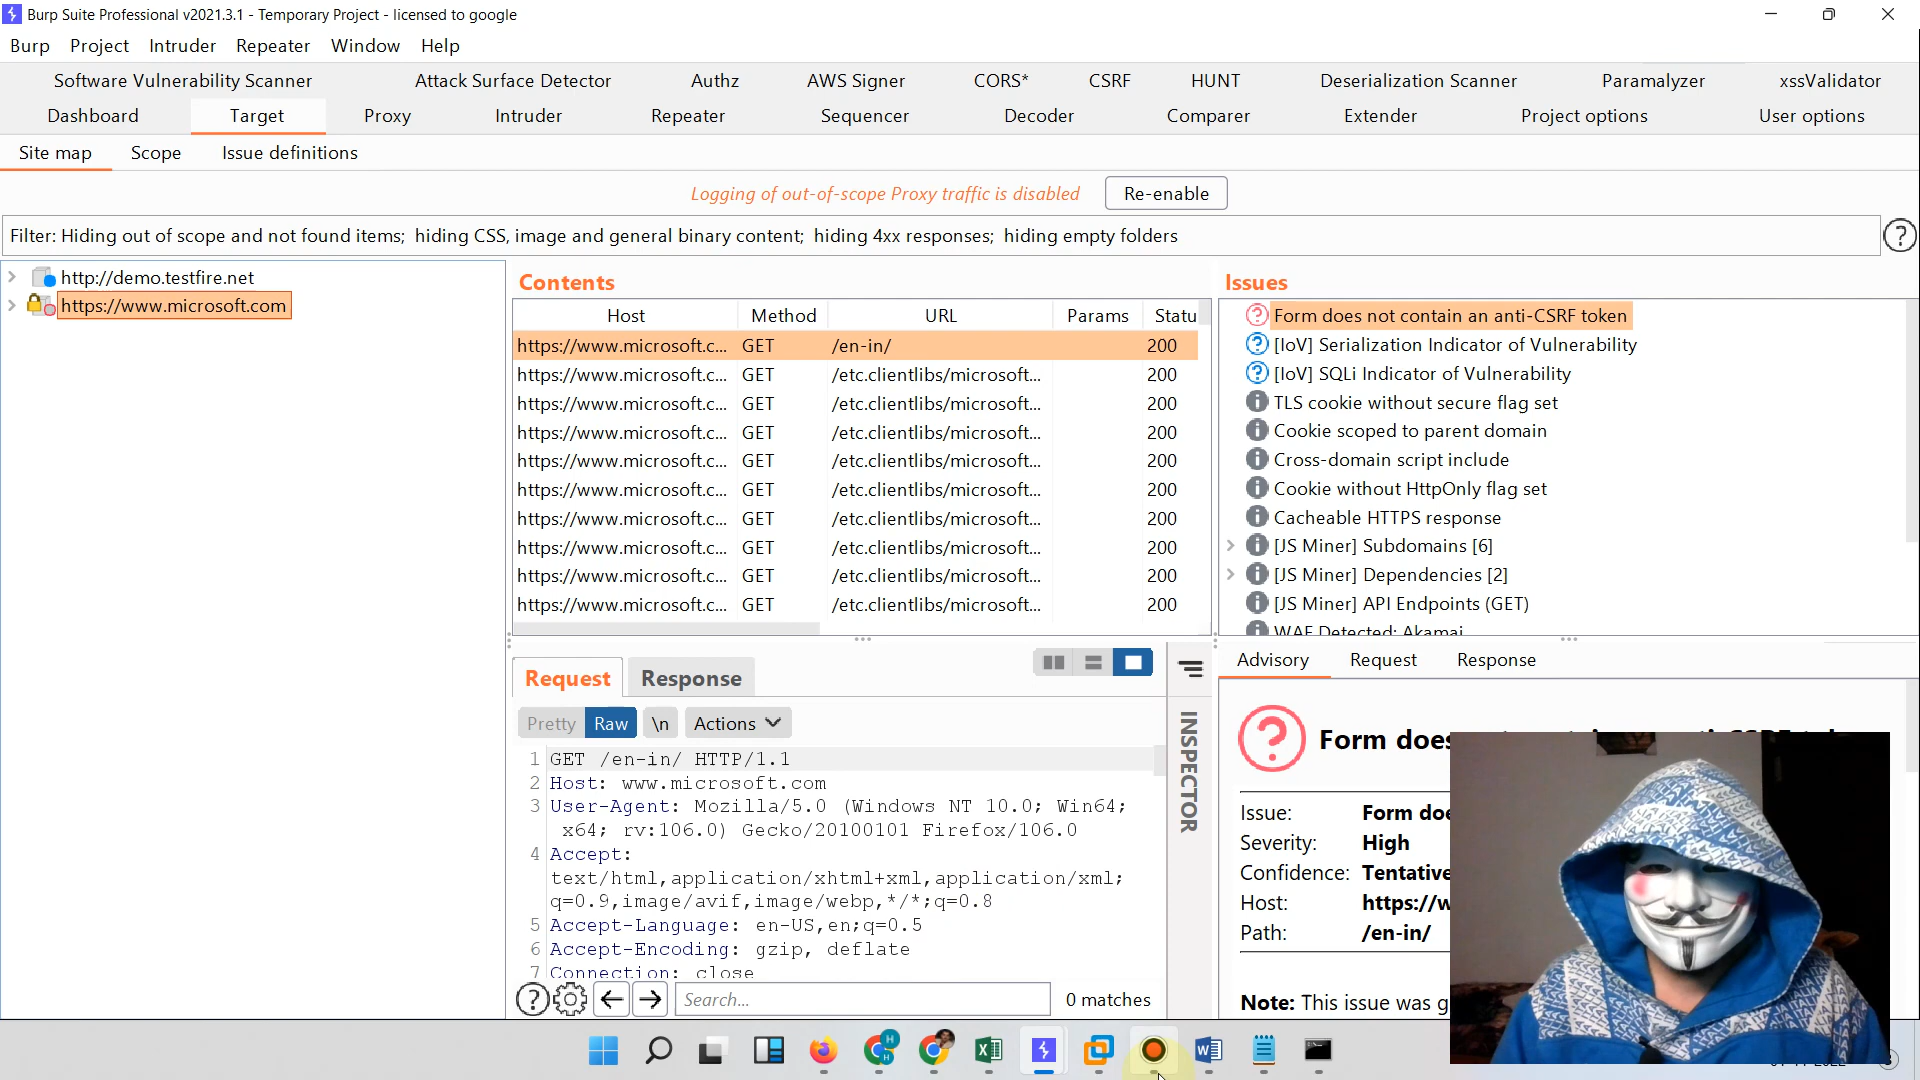 Burp Suite Professional v2021.3.1 - Temporary Project - licensed to google
Burp Project Intruder Repeater Window Help
Software Vulnerability Scanner Attack Surface Detector Authz AWS Signer CORS* CSRF HUNT Deserialization Scanner Paramalyzer xssValidator
Dashboard Target Proxy Intruder Repeater Sequencer Decoder Comparer Extender Project options User options
Site map Scope Issue definitions
Logging of out-of-scope Proxy traffic is disabled Re-enable
Filter: Hiding out of scope and not found items; hiding CSS, image and general binary content; hiding 4xx responses; hiding empty folders
http://demo.testfire.net
https://www.microsoft.com
Contents
Host Method URL Params Statu
https://www.microsoft.c... GET /en-in/ 200
https://www.microsoft.c... GET /etc.clientlibs/microsoft... 200
https://www.microsoft.c... GET /etc.clientlibs/microsoft... 200
https://www.microsoft.c... GET /etc.clientlibs/microsoft... 200
https://www.microsoft.c... GET /etc.clientlibs/microsoft... 200
https://www.microsoft.c... GET /etc.clientlibs/microsoft... 200
https://www.microsoft.c... GET /etc.clientlibs/microsoft... 200
https://www.microsoft.c... GET /etc.clientlibs/microsoft... 200
https://www.microsoft.c... GET /etc.clientlibs/microsoft... 200
https://www.microsoft.c... GET /etc.clientlibs/microsoft... 200
Issues
Form does not contain an anti-CSRF token
[IoV] Serialization Indicator of Vulnerability
[IoV] SQLi Indicator of Vulnerability
TLS cookie without secure flag set
Cookie scoped to parent domain
Cross-domain script include
Cookie without HttpOnly flag set
Cacheable HTTPS response
[JS Miner] Subdomains [6]
[JS Miner] Dependencies [2]
[JS Miner] API Endpoints (GET)
WAF Detected: Akamai
Request Response
Pretty Raw \n Actions
1 GET /en-in/ HTTP/1.1
2 Host: www.microsoft.com
3 User-Agent: Mozilla/5.0 (Windows NT 10.0; Win64;
x64; rv:106.0) Gecko/20100101 Firefox/106.0
4 Accept:
text/html,application/xhtml+xml,application/xml;
q=0.9,image/avif,image/webp,*/*;q=0.8
5 Accept-Language: en-US,en;q=0.5
6 Accept-Encoding: gzip, deflate
7 Connection: close
Search... 0 matches
INSPECTOR
Advisory Request Response
Form does
Issue: Form doe
Severity: High
Confidence: Tentative
Host: https://w
Path: /en-in/
Note: This issue was g